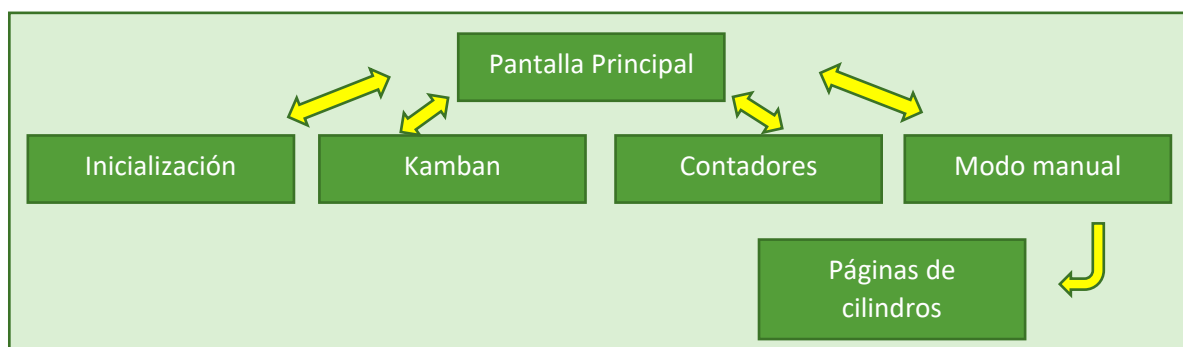 Pantalla Principal
Inicialización
Kamban
Contadores
Modo manual
Páginas de
cilindros